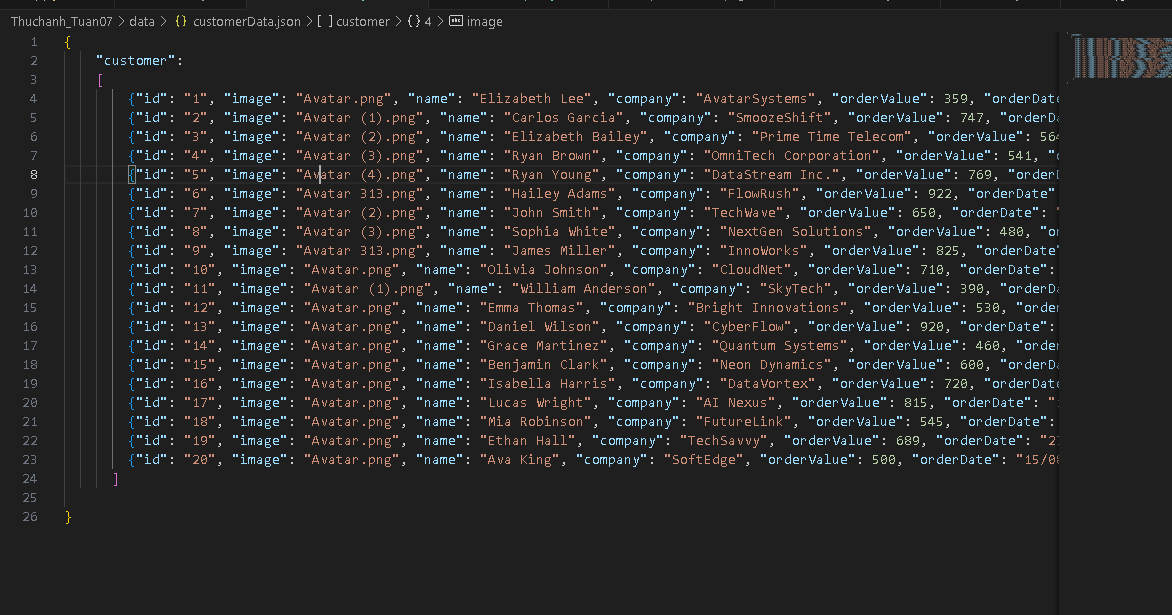 Thuchanh_Tuan07 > data > {} customerData.json > [ ] customer > {} 4 > abc image
1 {
2 "customer":
3 [
4 {"id": "1", "image": "Avatar.png", "name": "Elizabeth Lee", "company": "AvatarSystems", "orderValue": 359, "orderDate
5 {"id": "2", "image": "Avatar (1).png", "name": "Carlos Garcia", "company": "SmoozeShift", "orderValue": 747, "orderDa
6 {"id": "3", "image": "Avatar (2).png", "name": "Elizabeth Bailey", "company": "Prime Time Telecom", "orderValue": 564
7 {"id": "4", "image": "Avatar (3).png", "name": "Ryan Brown", "company": "OmniTech Corporation", "orderValue": 541, "o
8 {"id": "5", "image": "Avatar (4).png", "name": "Ryan Young", "company": "DataStream Inc.", "orderValue": 769, "orderD
9 {"id": "6", "image": "Avatar 313.png", "name": "Hailey Adams", "company": "FlowRush", "orderValue": 922, "orderDate"
10 {"id": "7", "image": "Avatar (2).png", "name": "John Smith", "company": "TechWave", "orderValue": 650, "orderDate": "
11 {"id": "8", "image": "Avatar (3).png", "name": "Sophia White", "company": "NextGen Solutions", "orderValue": 480, "or
12 {"id": "9", "image": "Avatar 313.png", "name": "James Miller", "company": "InnoWorks", "orderValue": 825, "orderDate"
13 {"id": "10", "image": "Avatar.png", "name": "Olivia Johnson", "company": "CloudNet", "orderValue": 710, "orderDate":
14 {"id": "11", "image": "Avatar (1).png", "name": "William Anderson", "company": "SkyTech", "orderValue": 390, "orderDa
15 {"id": "12", "image": "Avatar.png", "name": "Emma Thomas", "company": "Bright Innovations", "orderValue": 530, "order
16 {"id": "13", "image": "Avatar.png", "name": "Daniel Wilson", "company": "CyberFlow", "orderValue": 920, "orderDate":
17 {"id": "14", "image": "Avatar.png", "name": "Grace Martinez", "company": "Quantum Systems", "orderValue": 460, "order
18 {"id": "15", "image": "Avatar.png", "name": "Benjamin Clark", "company": "Neon Dynamics", "orderValue": 600, "orderDa
19 {"id": "16", "image": "Avatar.png", "name": "Isabella Harris", "company": "DataVortex", "orderValue": 720, "orderDate
20 {"id": "17", "image": "Avatar.png", "name": "Lucas Wright", "company": "AI Nexus", "orderValue": 815, "orderDate": "
21 {"id": "18", "image": "Avatar.png", "name": "Mia Robinson", "company": "FutureLink", "orderValue": 545, "orderDate":
22 {"id": "19", "image": "Avatar.png", "name": "Ethan Hall", "company": "TechSavvy", "orderValue": 689, "orderDate": "27
23 {"id": "20", "image": "Avatar.png", "name": "Ava King", "company": "SoftEdge", "orderValue": 500, "orderDate": "15/08
24 ]
25
26 }